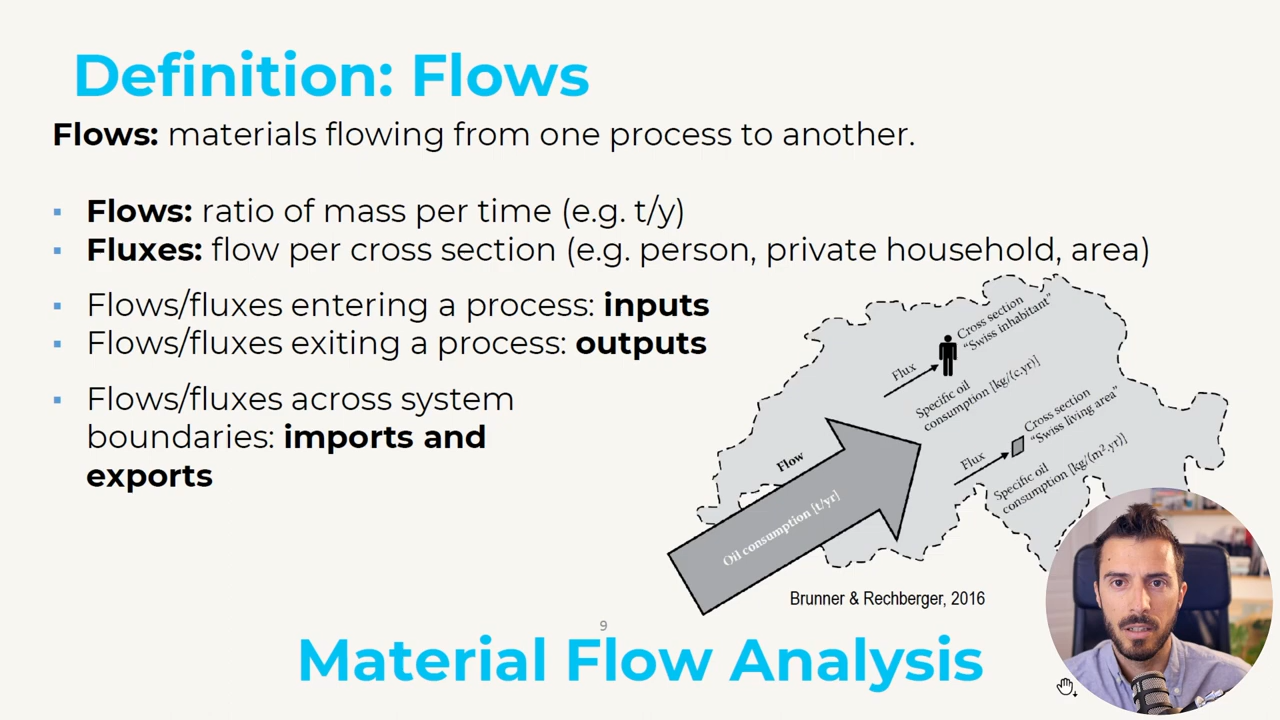 Definition: Flows
Flows: materials flowing from one process to another.
▪ Flows: ratio of mass per time (e.g. t/y)
▪ Fluxes: flow per cross section (e.g. person, private household, area)
▪ Flows/fluxes entering a process: inputs
▪ Flows/fluxes exiting a process: outputs
▪ Flows/fluxes across system
boundaries: imports and
exports
Flux
Cross section
“Swiss inhabitant”
Specific oil
consumption [kg/(c.yr)]
Flux
Cross section
“Swiss living area”
Specific oil
consumption [kg/(m².yr)]
Flow
Oil consumption [t/yr]
Brunner & Rechberger, 2016
9
Material Flow Analysis